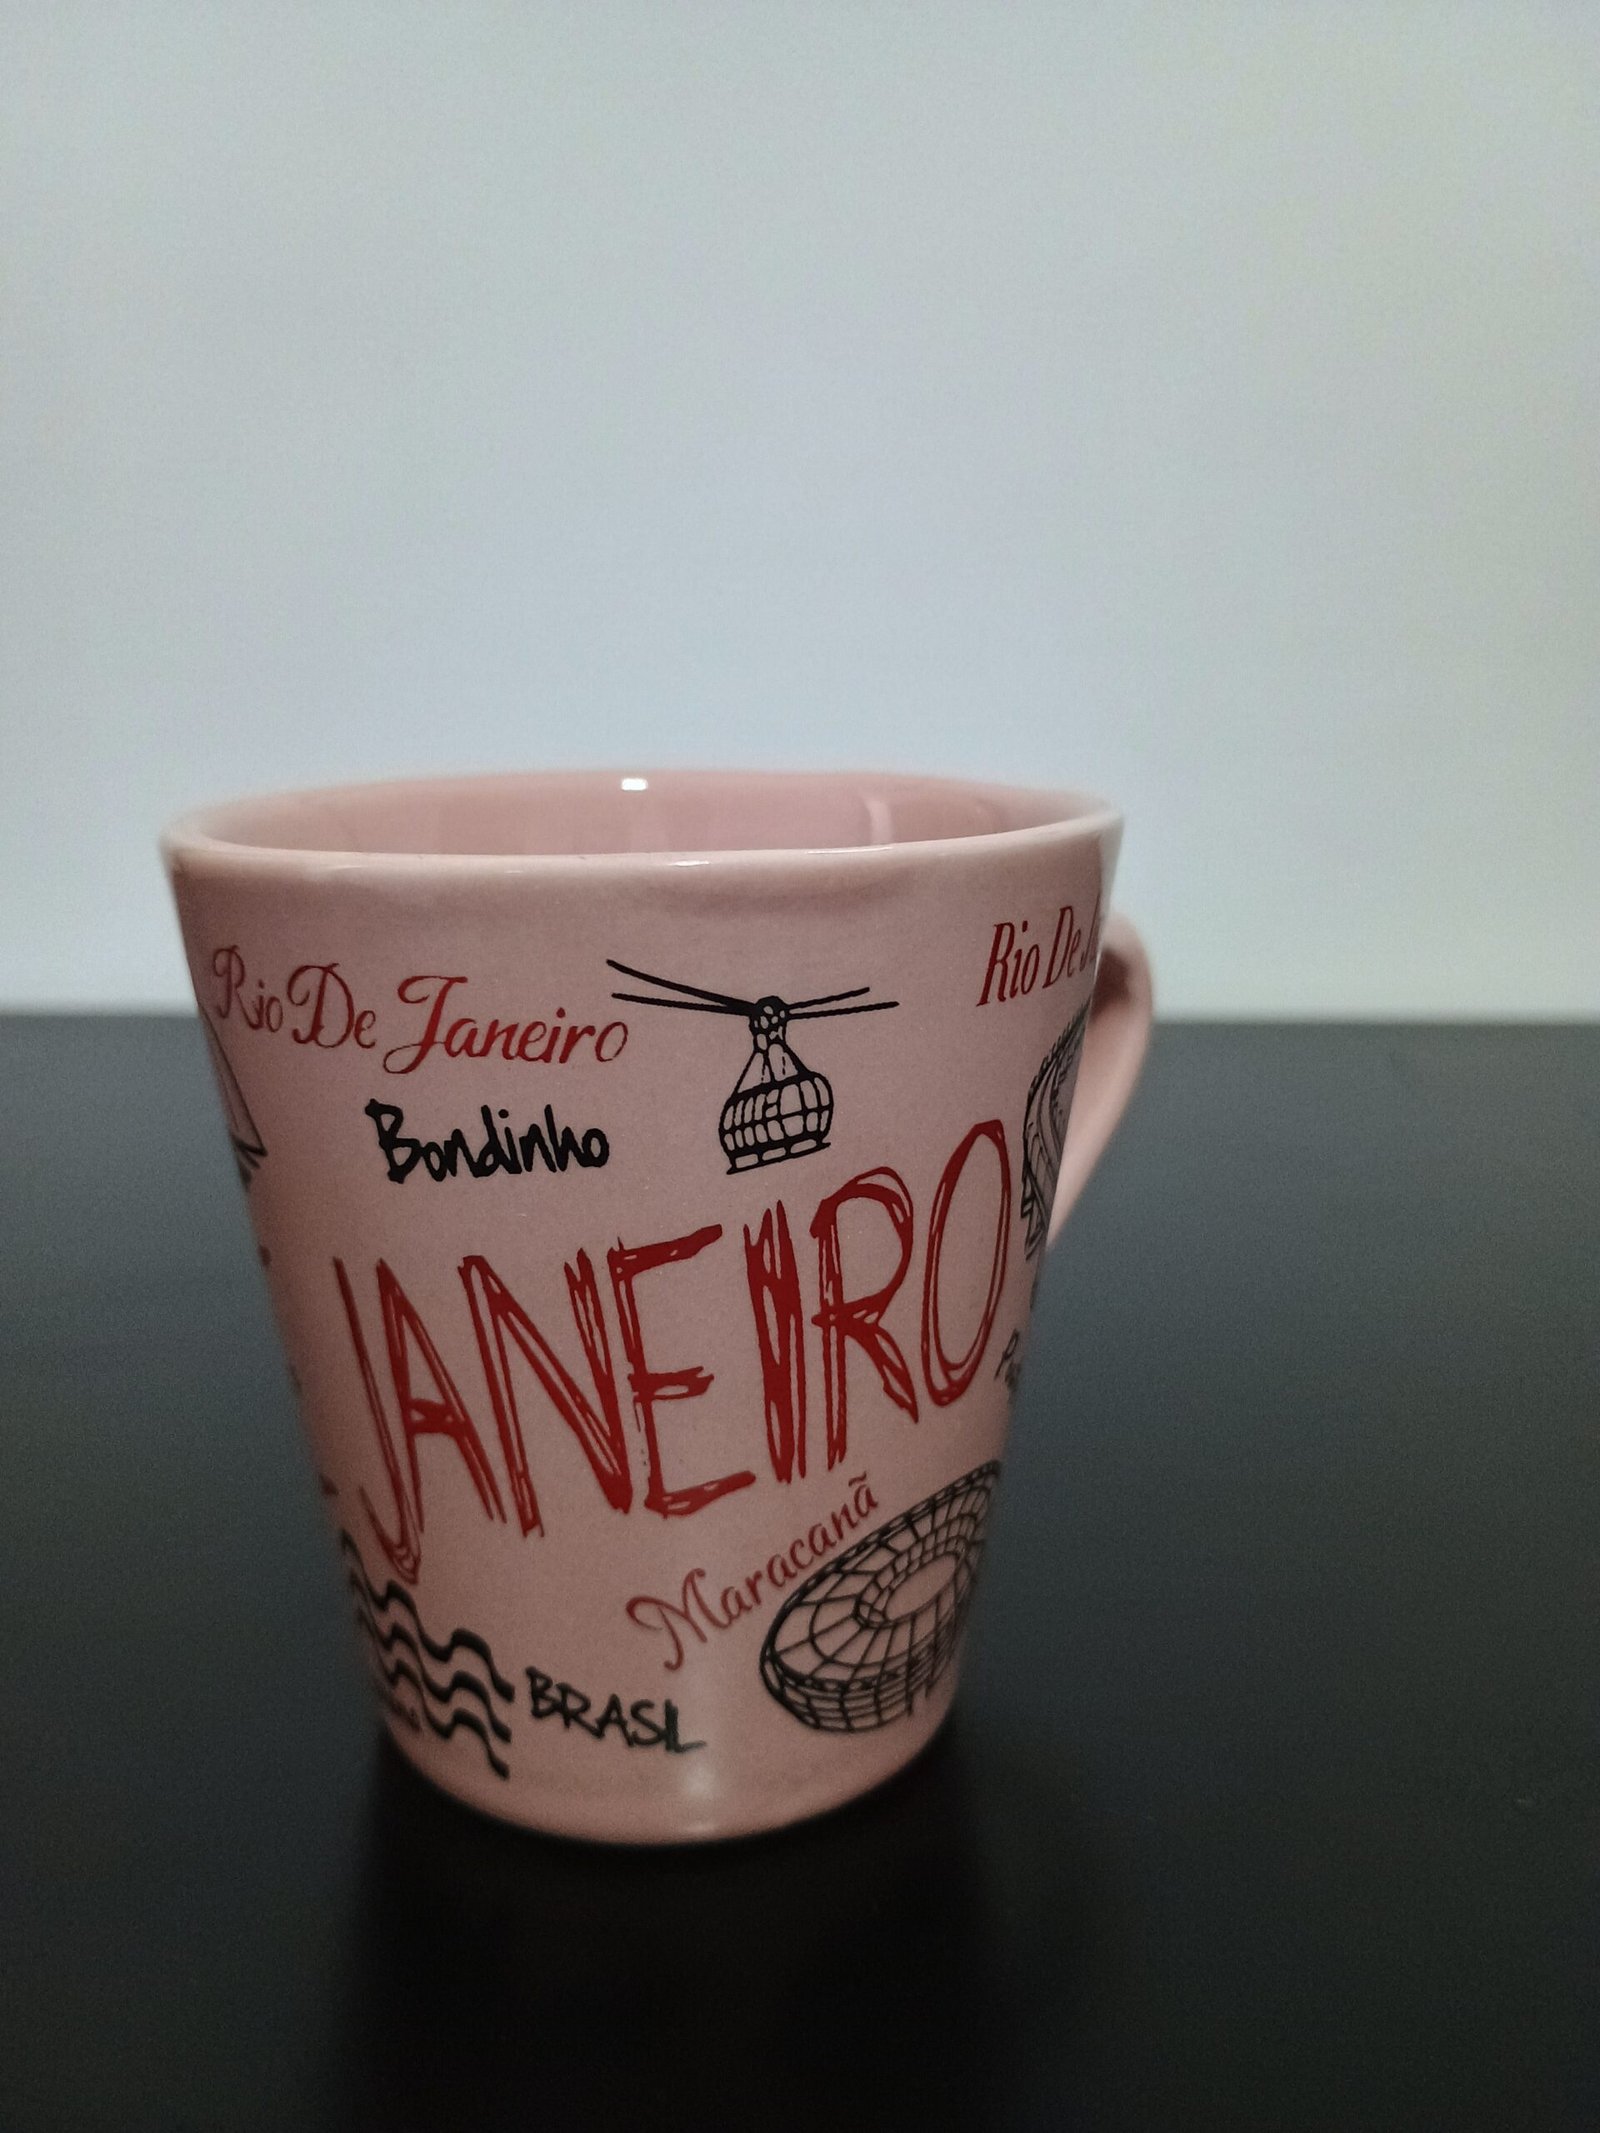 Rio De Janeiro
Rio De
Bondinho
JANEIRO
Maracanã
BRASIL